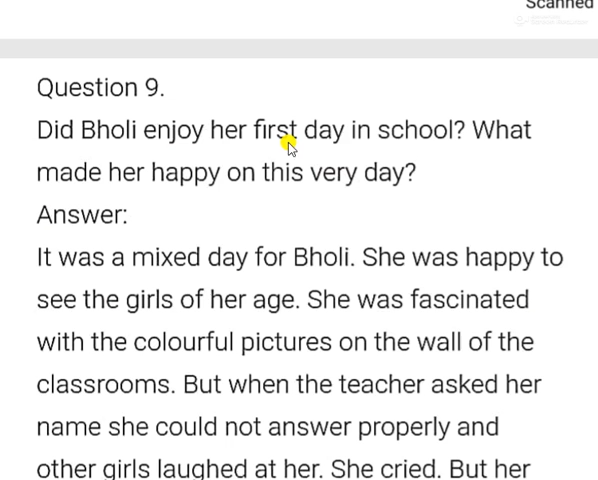 Scanned
Question 9.
Did Bholi enjoy her first day in school? What
made her happy on this very day?
Answer:
It was a mixed day for Bholi. She was happy to
see the girls of her age. She was fascinated
with the colourful pictures on the wall of the
classrooms. But when the teacher asked her
name she could not answer properly and
other girls laughed at her. She cried. But her